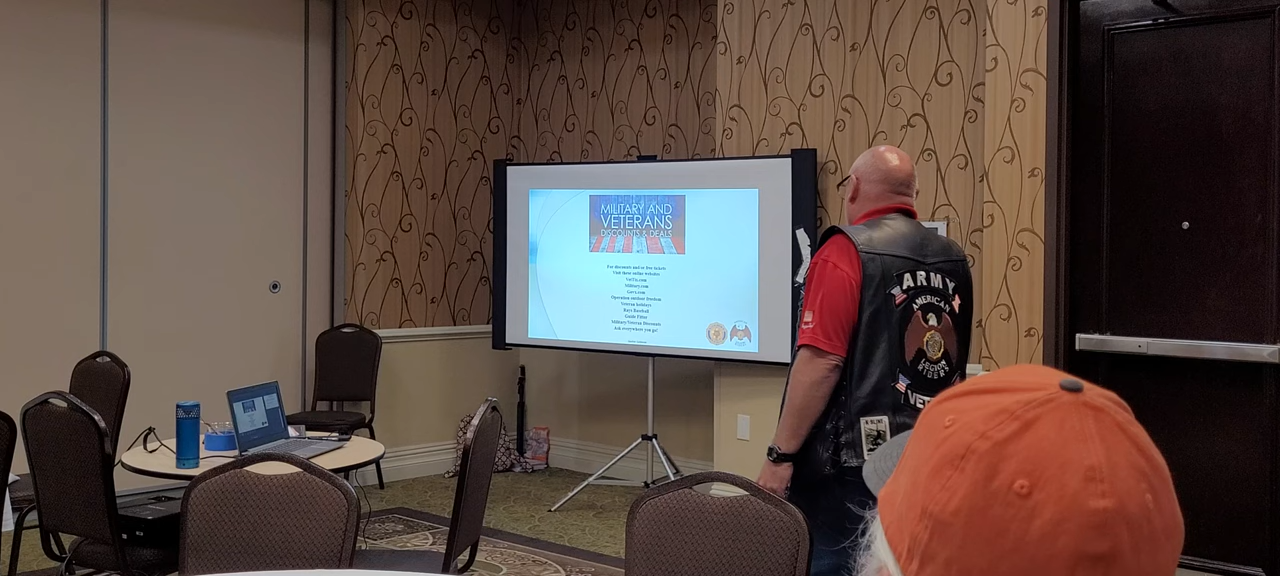 MILITARY AND
VETERANS
DISCOUNTS & DEALS
For discounts and/or free tickets
Visit these online websites
VetTix.com
Military.com
Govx.com
Operation outdoor freedom
Veteran holidays
Rays Baseball
Guide Fitter
Military/Veteran Discounts
Ask everywhere you go!
ARMY
AMERICAN
LEGION
RIDERS